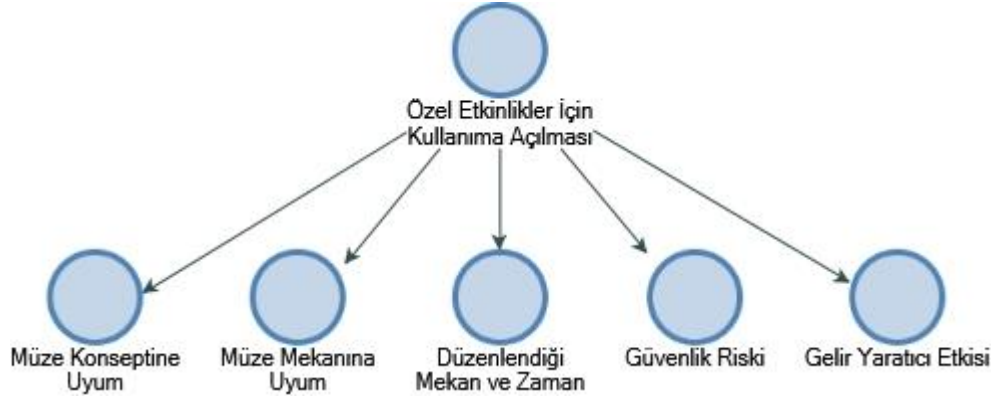 Özel Etkinlikler İçin
Kullanıma Açılması
Müze Konseptine
Uyum
Müze Mekanına
Uyum
Düzenlendiği
Mekan ve Zaman
Güvenlik Riski
Gelir Yaratıcı Etkisi